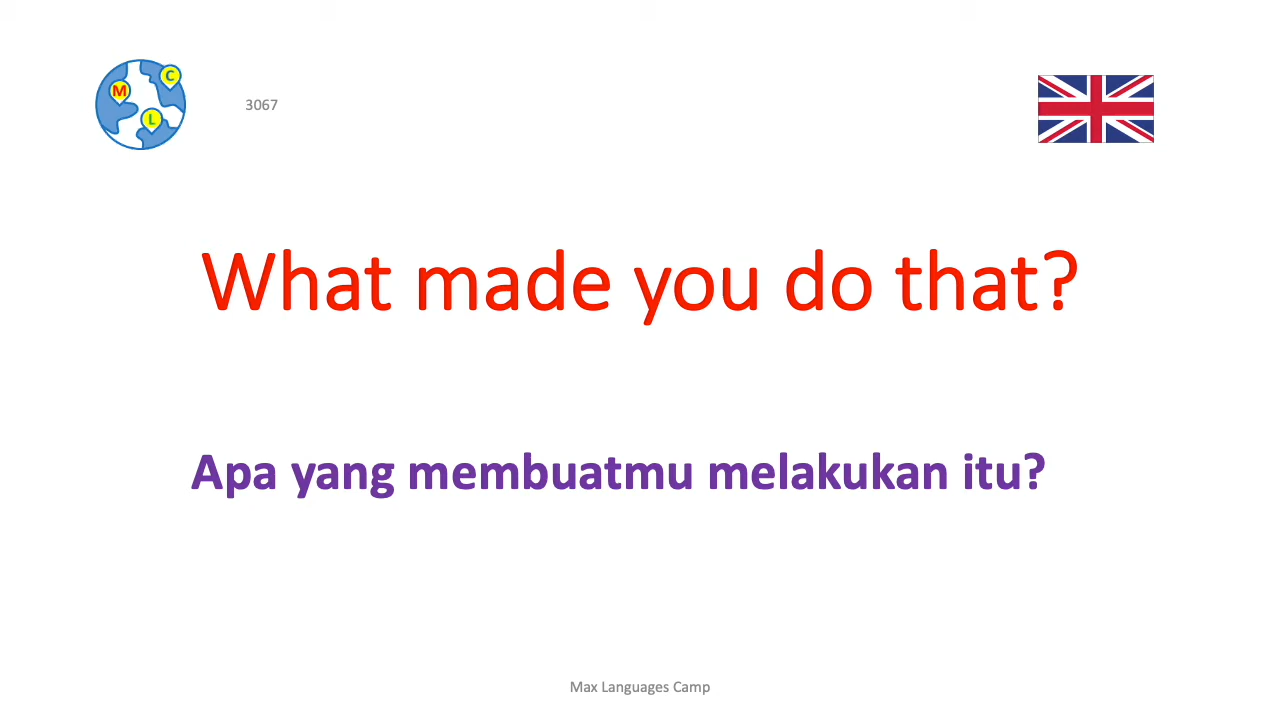 M
C
L
3067
What made you do that?
Apa yang membuatmu melakukan itu?
Max Languages Camp